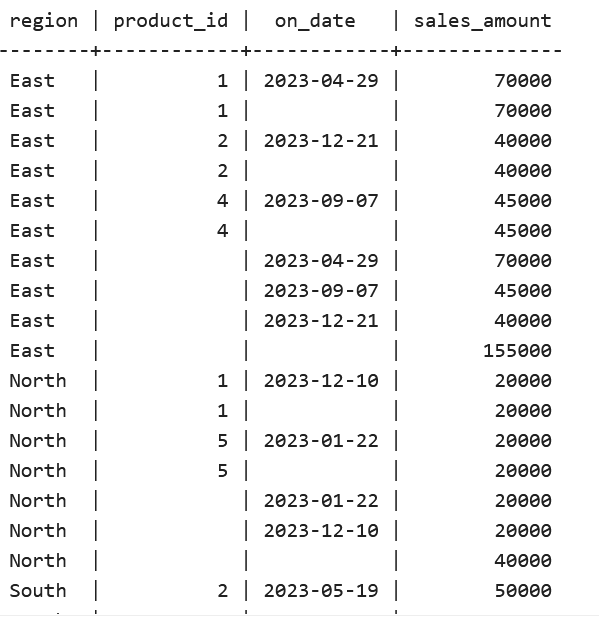 region | product_id |  on_date   | sales_amount
--------+------------+------------+--------------
East   |          1 | 2023-04-29 |        70000
East   |          1 |            |        70000
East   |          2 | 2023-12-21 |        40000
East   |          2 |            |        40000
East   |          4 | 2023-09-07 |        45000
East   |          4 |            |        45000
East   |            | 2023-04-29 |        70000
East   |            | 2023-09-07 |        45000
East   |            | 2023-12-21 |        40000
East   |            |            |       155000
North  |          1 | 2023-12-10 |        20000
North  |          1 |            |        20000
North  |          5 | 2023-01-22 |        20000
North  |          5 |            |        20000
North  |            | 2023-01-22 |        20000
North  |            | 2023-12-10 |        20000
North  |            |            |        40000
South  |          2 | 2023-05-19 |        50000